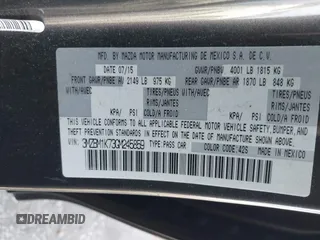 MFD. BY MAZDA MOTOR MANUFACTURING DE MEXICO S.A. DE C.V.
DATE 07/15 GVWR/PNBV 4001 LB 1815 KG
FRONT GAWR/PNBE AV 2149 LB 975 KG REAR GAWR/PNBE AR 1870 LB 848 KG
WITH/AVEC TIRES/PNEUS WITH/AVEC TIRES/PNEUS
RIMS/JANTES RIMS/JANTES
KPA/ PSI COLD/A FROID KPA/ PSI COLD/A FROID
THIS VEHICLE CONFORMS TO ALL APPLICABLE FEDERAL MOTOR VEHICLE SAFETY, BUMPER, AND
THEFT PREVENTION STANDARDS IN EFFECT ON THE DATE OF MANUFACTURE SHOWN ABOVE.
TYPE PASS CAR COLOR CODE: 42S
MADE IN MEXICO
DREAMBID